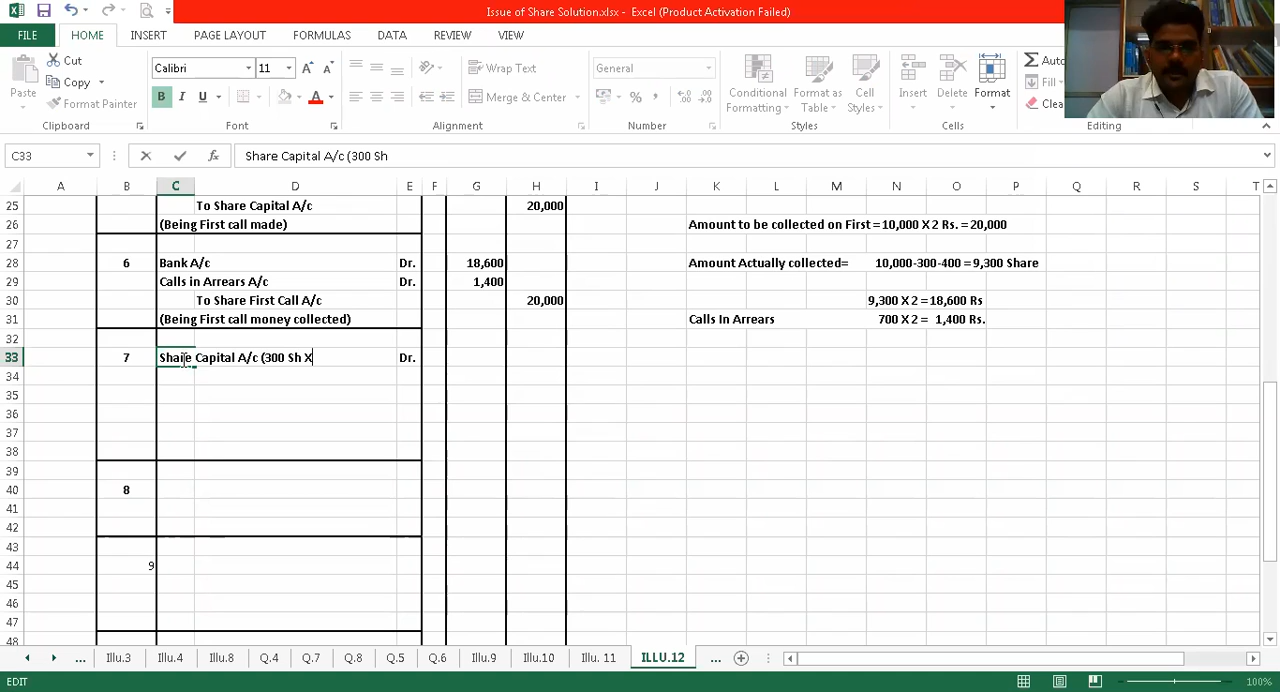 Issue of Share Solution.xlsx - Excel (Product Activation Failed)
FILE HOME INSERT PAGE LAYOUT FORMULAS DATA REVIEW VIEW
Cut
Copy
Format Painter
Paste
Clipboard
Calibri 11
B I U
Font
Wrap Text
Merge & Center
Alignment
General
%
Number
Conditional Formatting
Format as Table
Cell Styles
Styles
Insert Delete Format
Cells
Auto
Fill
Clea
Editing
C33 fx Share Capital A/c (300 Sh
A B C D E F G H I J K L M N O P Q R S T
25 To Share Capital A/c 20,000
26 (Being First call made) Amount to be collected on First = 10,000 X 2 Rs. = 20,000
27
28 6 Bank A/c Dr. 18,600 Amount Actually collected= 10,000-300-400 = 9,300 Share
29 Calls in Arrears A/c Dr. 1,400
30 To Share First Call A/c 20,000 9,300 X 2 = 18,600 Rs
31 (Being First call money collected) Calls In Arrears 700 X 2 = 1,400 Rs.
32
33 7 Share Capital A/c (300 Sh X Dr.
34
35
36
37
38
39
40 8
41
42
43
44 9
45
46
47
48
... Illu.3 Illu.4 Illu.8 Q.4 Q.7 Q.8 Q.5 Q.6 Illu.9 Illu.10 Illu. 11 ILLU.12 ...
EDIT 100%